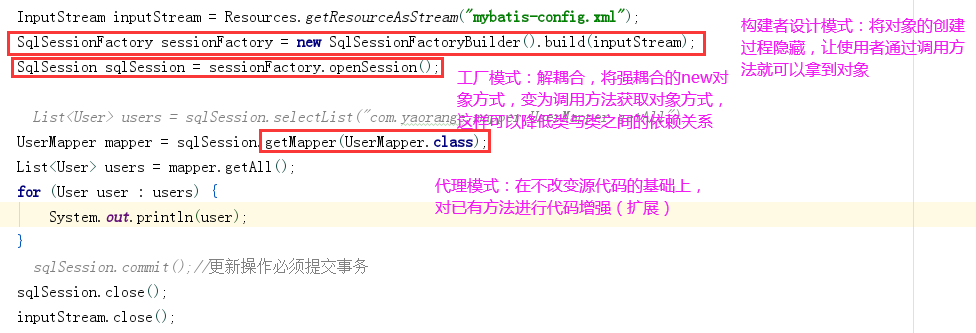 InputStream inputStream = Resources.getResourceAsStream("mybatis-config.xml");
SqlSessionFactory sessionFactory = new SqlSessionFactoryBuilder().build(inputStream);
SqlSession sqlSession = sessionFactory.openSession();
构建者设计模式：将对象的创建
过程隐藏，让使用者通过调用方
法就可以拿到对象
工厂模式：解耦合，将强耦合的new对
象方式，变为调用方法获取对象方式，
这样可以降低类与类之间的依赖关系
List<User> users = sqlSession.selectList("com.yaorang.
UserMapper mapper = sqlSession.getMapper(UserMapper.class);
List<User> users = mapper.getAll();
代理模式：在不改变源代码的基础上，
对已有方法进行代码增强（扩展）
for (User user : users) {
System.out.println(user);
}
sqlSession.commit();//更新操作必须提交事务
sqlSession.close();
inputStream.close();